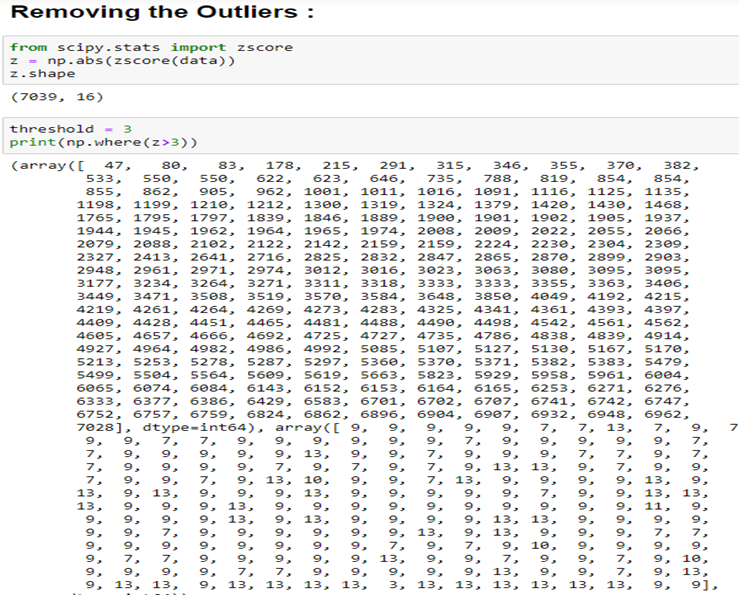 Removing the Outliers :
from scipy.stats import zscore
z = np.abs(zscore(data))
z.shape
(7039, 16)
threshold = 3
print(np.where(z>3))
(array([ 47, 80, 83, 178, 215, 291, 315, 346, 355, 370, 382,
533, 550, 550, 622, 623, 646, 735, 788, 819, 854, 854,
855, 862, 905, 962, 1001, 1011, 1016, 1091, 1116, 1125, 1135,
1198, 1199, 1210, 1212, 1300, 1319, 1324, 1379, 1420, 1430, 1468,
1765, 1795, 1797, 1839, 1846, 1889, 1900, 1901, 1902, 1905, 1937,
1944, 1945, 1962, 1964, 1965, 1974, 2008, 2009, 2022, 2055, 2066,
2079, 2088, 2102, 2122, 2142, 2159, 2159, 2224, 2230, 2304, 2309,
2327, 2413, 2641, 2716, 2825, 2832, 2847, 2865, 2870, 2899, 2903,
2948, 2961, 2971, 2974, 3012, 3016, 3023, 3063, 3080, 3095, 3095,
3177, 3234, 3264, 3271, 3311, 3318, 3333, 3333, 3355, 3363, 3406,
3449, 3471, 3508, 3519, 3570, 3584, 3648, 3850, 4049, 4192, 4215,
4219, 4261, 4264, 4269, 4273, 4283, 4325, 4341, 4361, 4393, 4397,
4409, 4428, 4451, 4465, 4481, 4488, 4490, 4498, 4542, 4561, 4562,
4605, 4657, 4666, 4692, 4725, 4727, 4735, 4786, 4838, 4839, 4914,
4927, 4964, 4982, 4986, 4992, 5085, 5107, 5127, 5130, 5167, 5170,
5213, 5253, 5278, 5287, 5297, 5360, 5370, 5371, 5382, 5383, 5479,
5499, 5504, 5564, 5609, 5619, 5663, 5823, 5929, 5958, 5961, 6004,
6065, 6074, 6084, 6143, 6152, 6153, 6164, 6165, 6253, 6271, 6276,
6333, 6377, 6386, 6429, 6583, 6701, 6702, 6707, 6741, 6742, 6747,
6752, 6757, 6759, 6824, 6862, 6896, 6904, 6907, 6932, 6948, 6962,
7028], dtype=int64), array([ 9, 9, 9, 9, 9, 7, 7, 13, 7, 9, 7
9, 9, 7, 7, 9, 9, 9, 9, 9, 9, 7, 9, 9, 9, 9, 9, 7,
7, 9, 9, 9, 9, 9, 13, 9, 9, 7, 9, 9, 9, 7, 7, 9, 7,
7, 9, 9, 9, 9, 7, 9, 7, 9, 7, 9, 13, 13, 9, 7, 9, 9,
7, 9, 9, 7, 9, 13, 10, 9, 9, 7, 13, 9, 9, 9, 9, 13, 9,
13, 9, 13, 9, 9, 9, 13, 9, 9, 9, 9, 9, 7, 9, 9, 13, 13,
13, 9, 9, 9, 13, 9, 9, 9, 9, 9, 9, 9, 9, 9, 9, 11, 9,
9, 9, 9, 9, 13, 9, 13, 9, 9, 9, 9, 13, 13, 9, 9, 9, 9,
9, 9, 7, 9, 9, 9, 9, 9, 9, 13, 9, 13, 9, 9, 9, 7, 7,
9, 9, 9, 9, 9, 9, 9, 9, 7, 9, 7, 9, 10, 9, 9, 9, 9,
9, 7, 7, 9, 9, 9, 9, 9, 13, 9, 9, 7, 9, 9, 7, 9, 10,
9, 9, 9, 9, 7, 7, 9, 9, 9, 9, 9, 13, 9, 9, 7, 9, 13,
9, 13, 13, 9, 13, 13, 13, 13, 3, 13, 13, 13, 13, 13, 13, 9, 9],